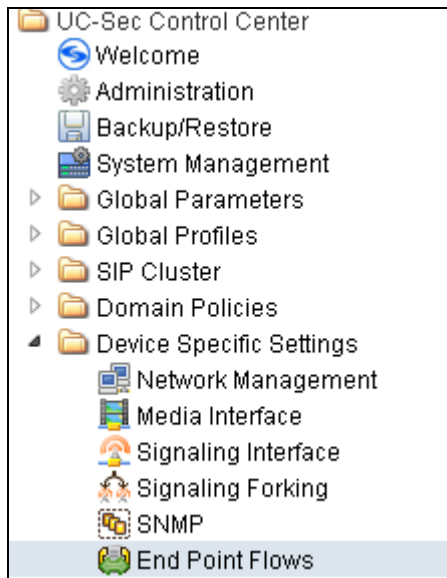 UC-Sec Control Center
Welcome
Administration
Backup/Restore
System Management
Global Parameters
Global Profiles
SIP Cluster
Domain Policies
Device Specific Settings
Network Management
Media Interface
Signaling Interface
Signaling Forking
SNMP
End Point Flows